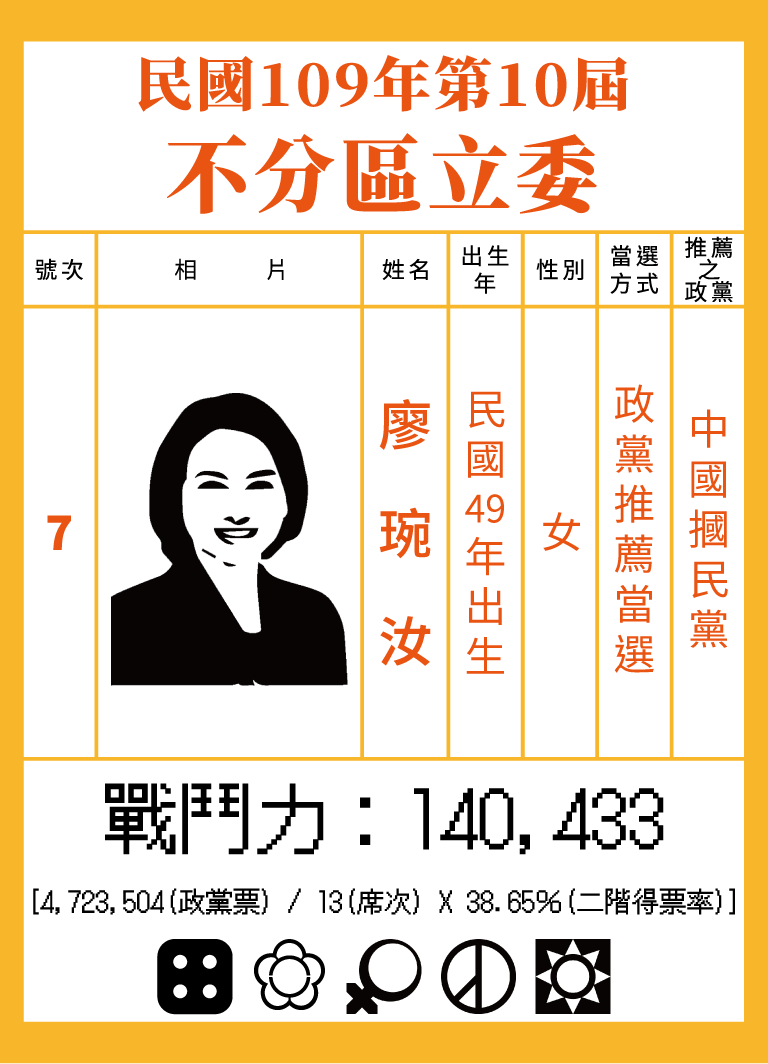 民國109年第10屆
不分區立委
號次
相 片
姓名
出生
年
性別
當選
方式
推薦
之
政黨
7
廖琬汝
民國49年出生
女
政黨推薦當選
中國摑民黨
戰鬥力：140,433
[4,723,504(政黨票) / 13(席次) X 38.65%(二階得票率)]